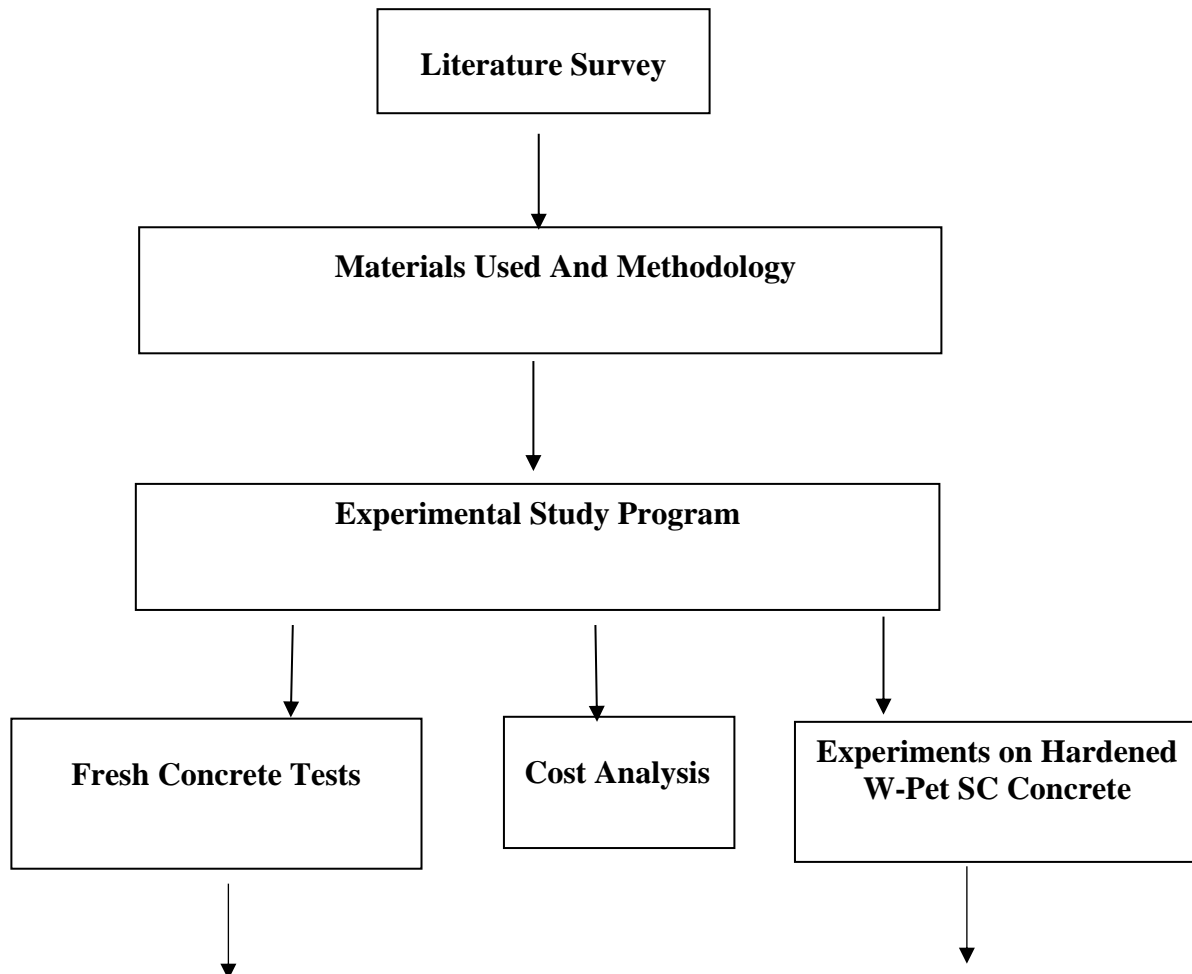 Literature Survey
Materials Used And Methodology
Experimental Study Program
Fresh Concrete Tests
Cost Analysis
Experiments on Hardened
W-Pet SC Concrete